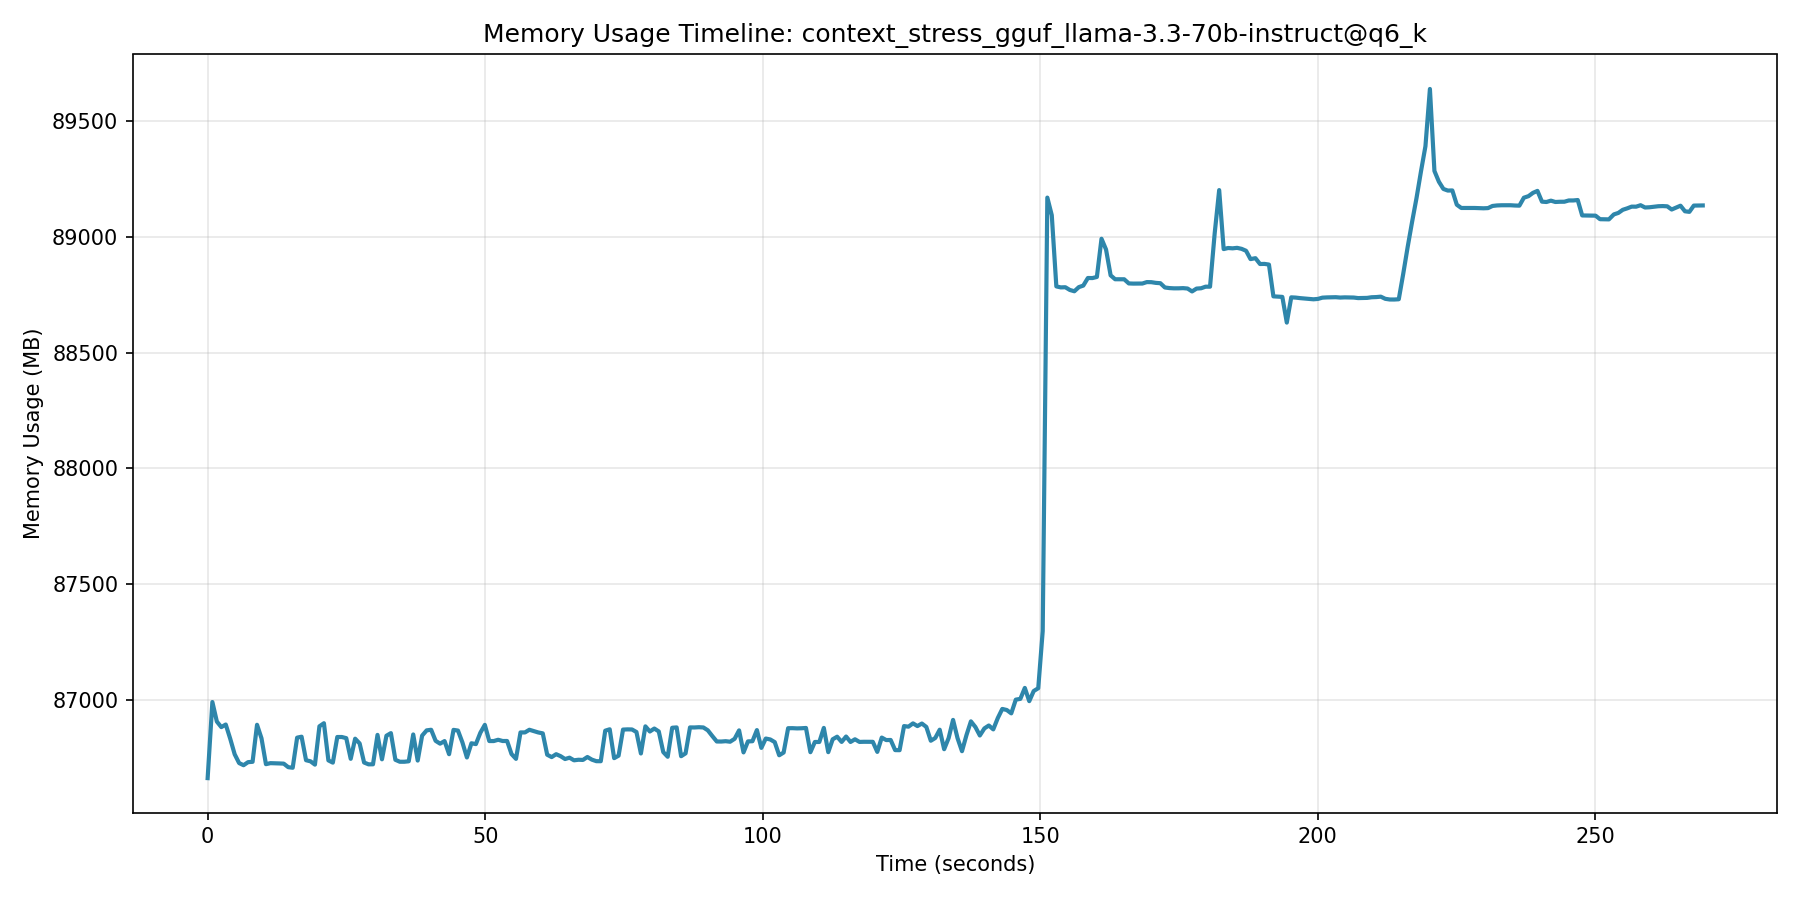 Memory Usage Timeline: context_stress_gguf_llama-3.3-70b-instruct@q6_k
89500
89000
88500
88000
87500
87000
Memory Usage (MB)
0 50 100 150 200 250
Time (seconds)